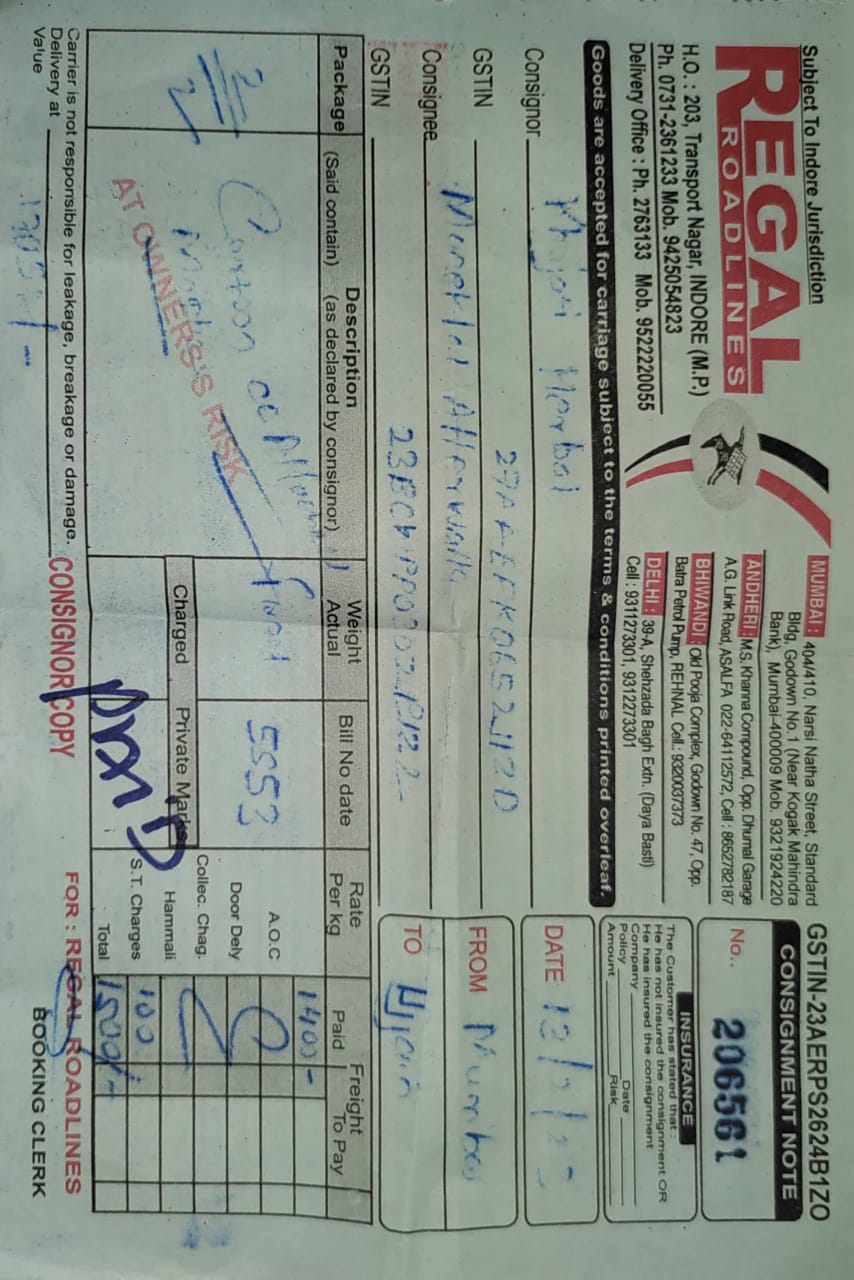 Subject To Indore Jurisdiction
REGAL
ROADLINES
H.O. : 203, Transport Nagar, INDORE (M.P.)
Ph. 0731-2361233 Mob. 9425054823
Delivery Office : Ph. 2763133 Mob. 9522220055
MUMBAI : 404/410, Narsi Natha Street, Standard
Bldg, Godown No.1 (Near Kogak Mahindra
Bank), Mumbai-400009 Mob. 9321924220
ANDHERI : M.S. Khanna Compound, Opp. Dhumal Garage
A.G. Link Road, ASALFA 022-64112572, Cell : 8652782187
BHIWANDI : Old Pooja Complex, Godown No. 47, Opp.
Batra Petrol Pump, REHNAL Cell.: 9320037373
DELHI : 39-A, Shehzada Bagh Extn. (Daya Basti)
Cell : 9311273301, 9312273301
GSTIN-23AERPS2624B1ZO
CONSIGNMENT NOTE
No.. 206561
INSURANCE
The Customer has stated that :
He has not insured the consignment OR
He has insured the consignment
Company
Policy Date
Amount Risk
Goods are accepted for carriage subject to the terms & conditions printed overleaf.
Consignor
GSTIN
Consignee
GSTIN
DATE
FROM Mumbai
TO Ujjain
Package
Description
(Said contain) (as declared by consignor)
Weight
Actual
Bill No date
Rate
Per kg
Freight
Paid To Pay
2
Cartoon
AT OWNERS'S RISK
5553
Charged
Private Marks
1400-
A.O.C
Door Dely
Collec. Chag.
Hammali
S.T. Charges 100
Total 1500/-
PAID
Carrier is not responsible for leakage, breakage or damage.
Delivery at
Value
CONSIGNOR COPY
FOR : REGAL ROADLINES
BOOKING CLERK